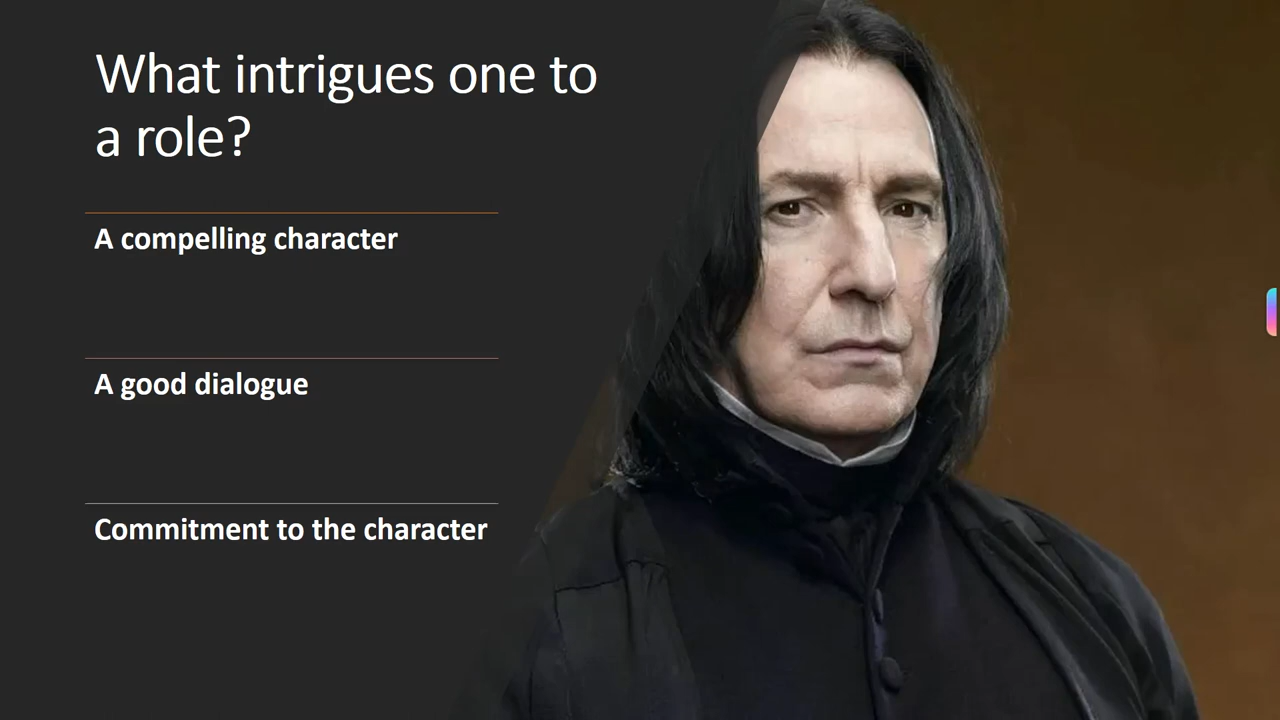 What intrigues one to
a role?
A compelling character
A good dialogue
Commitment to the character